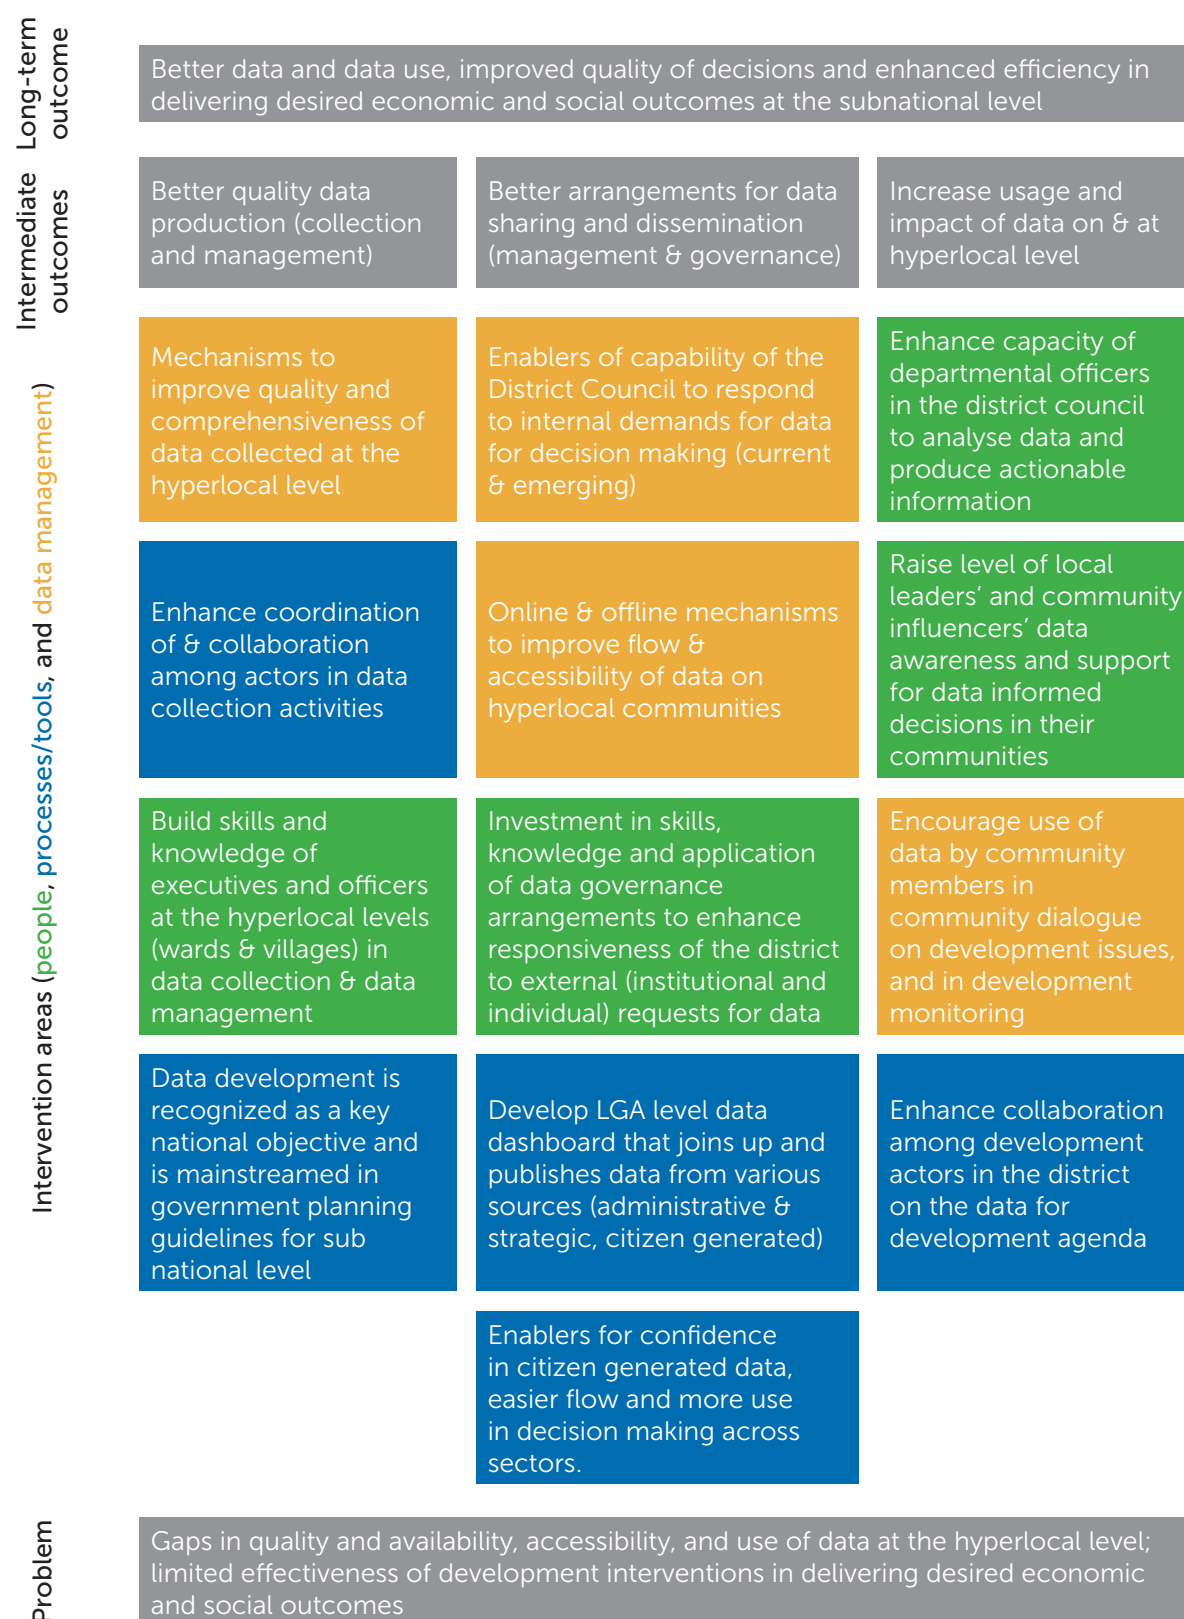 Long-term
outcome
Better data and data use, improved quality of decisions and enhanced efficiency in
delivering desired economic and social outcomes at the subnational level
Intermediate
outcomes
Better quality data
production (collection
and management)
Better arrangements for data
sharing and dissemination
(management & governance)
Increase usage and
impact of data on & at
hyperlocal level
Intervention areas (people, processes/tools, and data management)
Mechanisms to
improve quality and
comprehensiveness of
data collected at the
hyperlocal level
Enablers of capability of the
District Council to respond
to internal demands for data
for decision making (current
& emerging)
Enhance capacity of
departmental officers
in the district council
to analyse data and
produce actionable
information
Enhance coordination
of & collaboration
among actors in data
collection activities
Online & offline mechanisms
to improve flow &
accessibility of data on
hyperlocal communities
Raise level of local
leaders’ and community
influencers’ data
awareness and support
for data informed
decisions in their
communities
Build skills and
knowledge of
executives and officers
at the hyperlocal levels
(wards & villages) in
data collection & data
management
Investment in skills,
knowledge and application
of data governance
arrangements to enhance
responsiveness of the district
to external (institutional and
individual) requests for data
Encourage use of
data by community
members in
community dialogue
on development issues,
and in development
monitoring
Data development is
recognized as a key
national objective and
is mainstreamed in
government planning
guidelines for sub
national level
Develop LGA level data
dashboard that joins up and
publishes data from various
sources (administrative &
strategic, citizen generated)
Enhance collaboration
among development
actors in the district
on the data for
development agenda
Enablers for confidence
in citizen generated data,
easier flow and more use
in decision making across
sectors.
Problem
Gaps in quality and availability, accessibility, and use of data at the hyperlocal level;
limited effectiveness of development interventions in delivering desired economic
and social outcomes